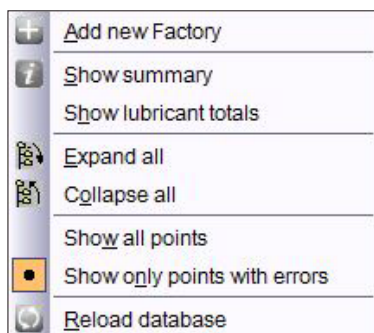 Add new Factory
Show summary
Show lubricant totals
Expand all
Collapse all
Show all points
Show only points with errors
Reload database